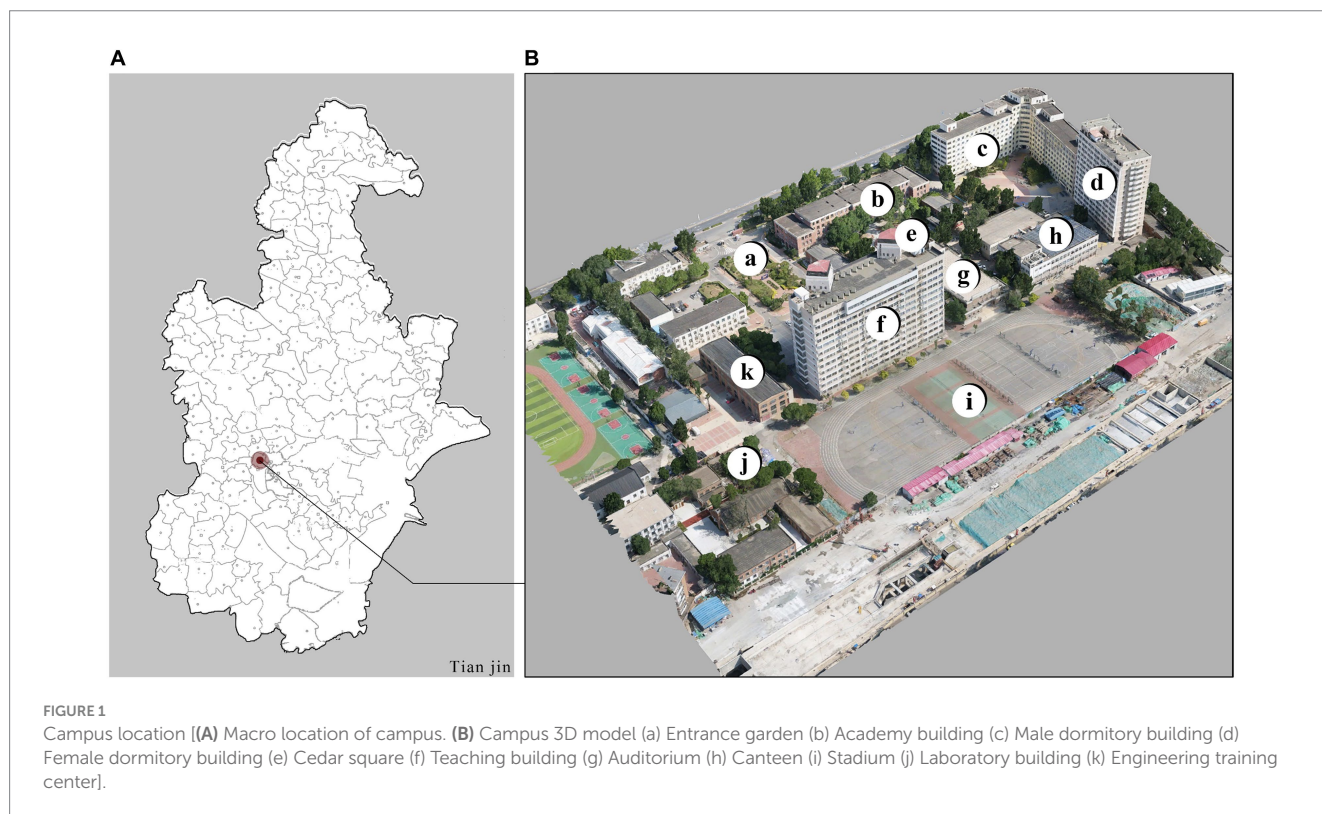 A
B
c
d
b
e
h
a
g
f
k
i
j
Tian jin
FIGURE 1
Campus location [(A) Macro location of campus. (B) Campus 3D model (a) Entrance garden (b) Academy building (c) Male dormitory building (d)
Female dormitory building (e) Cedar square (f) Teaching building (g) Auditorium (h) Canteen (i) Stadium (j) Laboratory building (k) Engineering training
center].